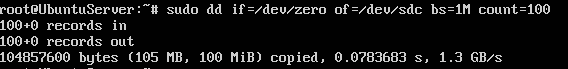 root@UbuntuServer:~# sudo dd if=/dev/zero of=/dev/sdc bs=1M count=100
100+0 records in
100+0 records out
104857600 bytes (105 MB, 100 MiB) copied, 0.0783683 s, 1.3 GB/s